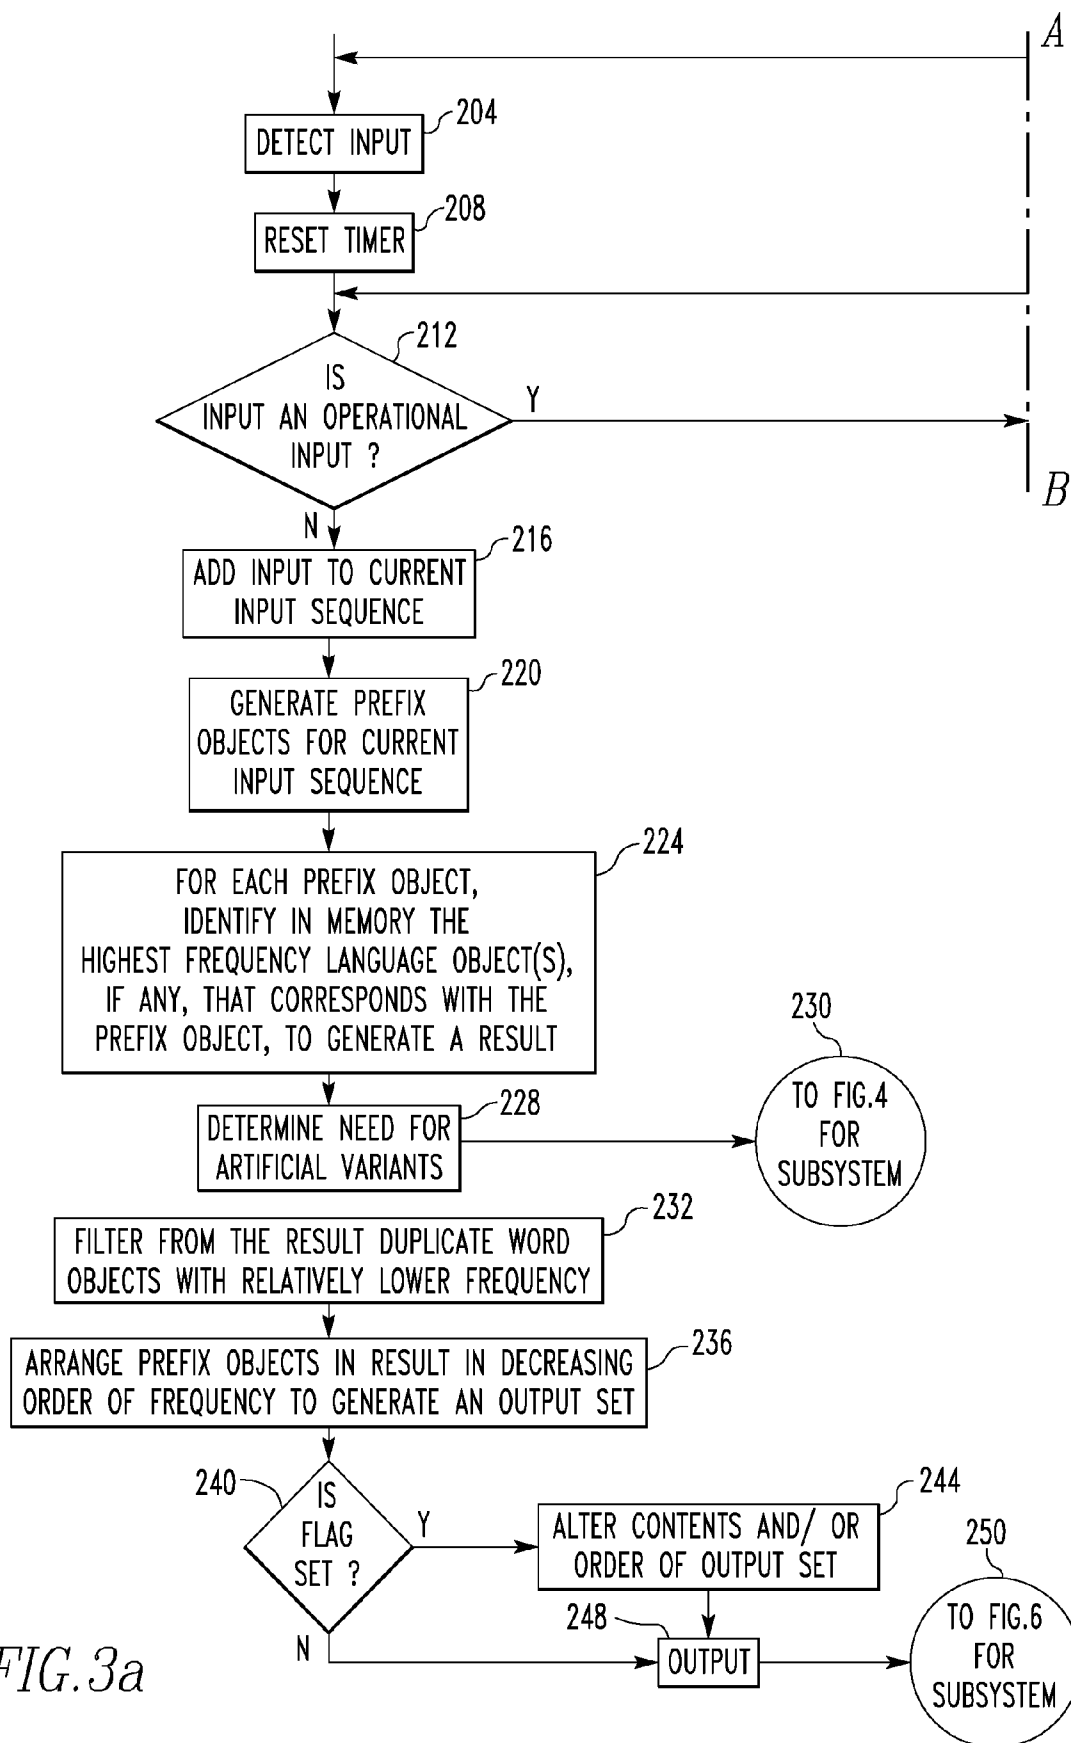 A
DETECT INPUT
204
RESET TIMER
208
212
IS
INPUT AN OPERATIONAL
INPUT ?
Y
B
N
216
ADD INPUT TO CURRENT
INPUT SEQUENCE
220
GENERATE PREFIX
OBJECTS FOR CURRENT
INPUT SEQUENCE
224
FOR EACH PREFIX OBJECT,
IDENTIFY IN MEMORY THE
HIGHEST FREQUENCY LANGUAGE OBJECT(S),
IF ANY, THAT CORRESPONDS WITH THE
PREFIX OBJECT, TO GENERATE A RESULT
228
DETERMINE NEED FOR
ARTIFICIAL VARIANTS
230
TO FIG.4
FOR
SUBSYSTEM
232
FILTER FROM THE RESULT DUPLICATE WORD
OBJECTS WITH RELATIVELY LOWER FREQUENCY
236
ARRANGE PREFIX OBJECTS IN RESULT IN DECREASING
ORDER OF FREQUENCY TO GENERATE AN OUTPUT SET
240
IS
FLAG
SET ?
Y
N
244
ALTER CONTENTS AND/ OR
ORDER OF OUTPUT SET
248
OUTPUT
250
TO FIG.6
FOR
SUBSYSTEM
FIG.3a